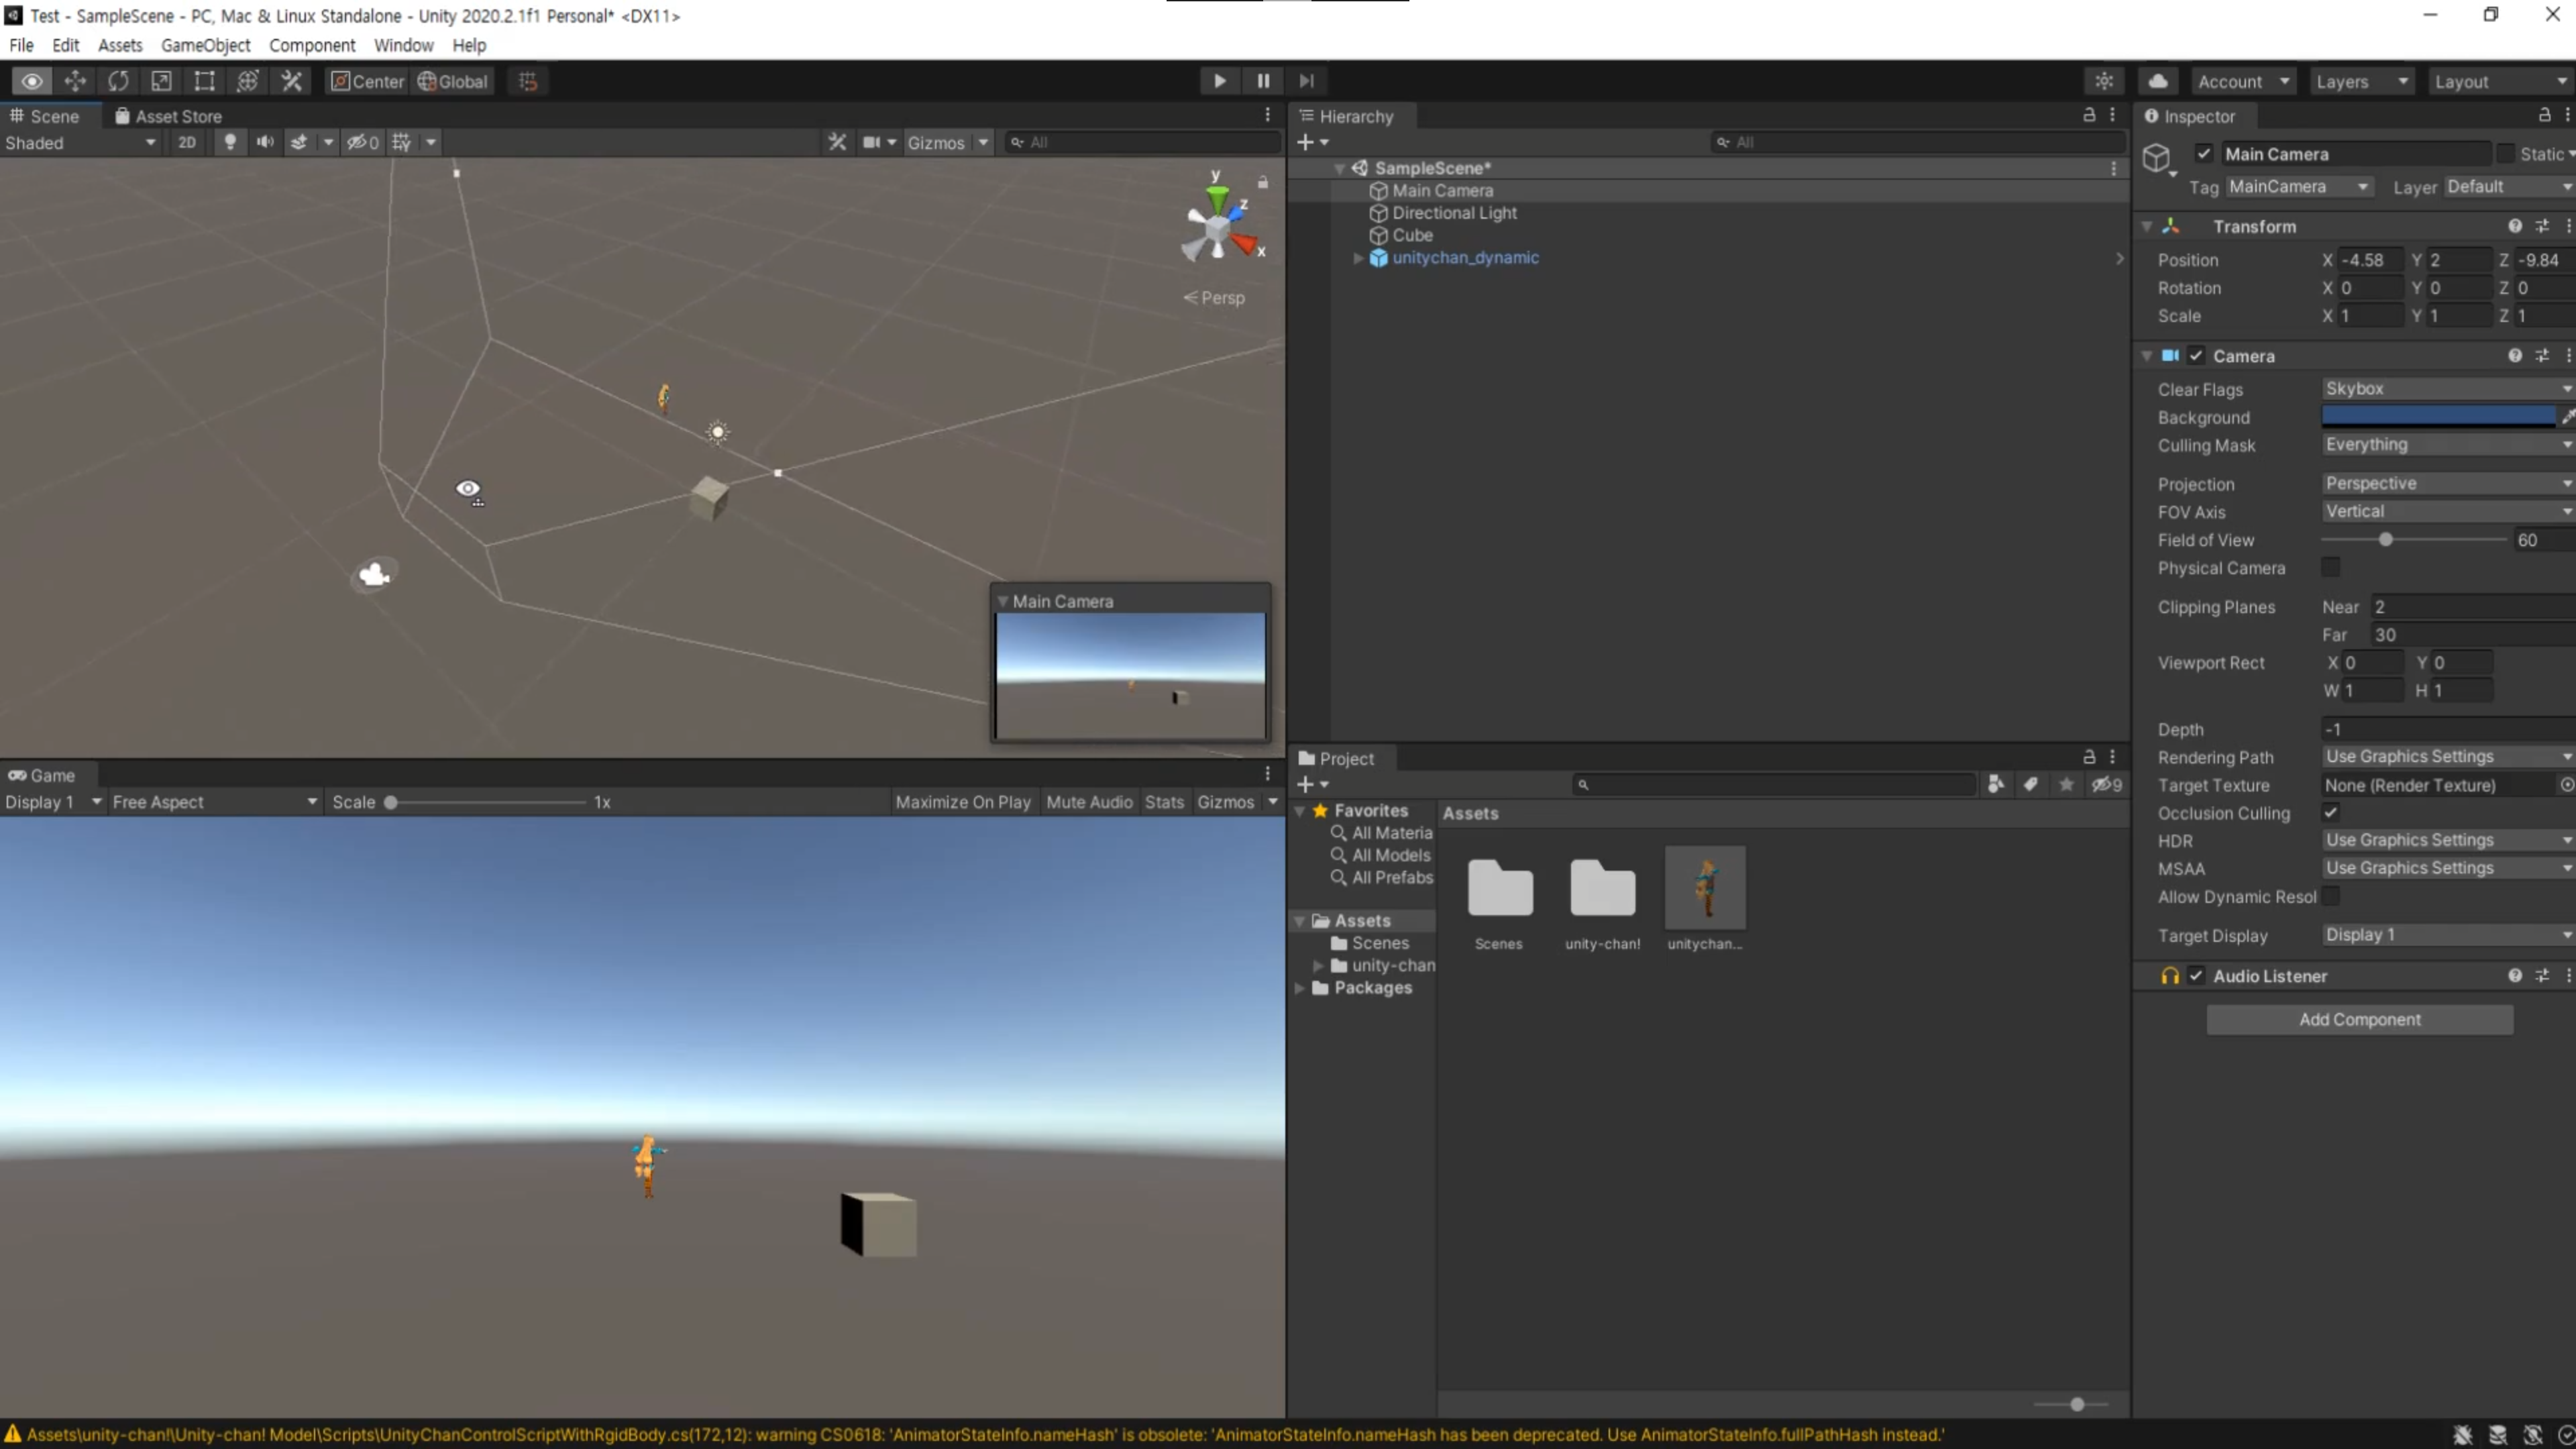 Test - SampleScene - PC, Mac & Linux Standalone - Unity 2020.2.1f1 Personal* <DX11>
File Edit Assets GameObject Component Window Help
Center Global
Account Layers Layout
Scene Asset Store
Shaded 2D 0 Gizmos All
y
z
x
Persp
Main Camera
Game
Display 1 Free Aspect Scale 1x Maximize On Play Mute Audio Stats Gizmos
Hierarchy
All
SampleScene*
Main Camera
Directional Light
Cube
unitychan_dynamic
Project
9
Favorites
All Materia
All Models
All Prefabs
Assets
Scenes
unity-chan
Packages
Assets
Scenes unity-chan! unitychan...
Inspector
Main Camera Static
Tag MainCamera Layer Default
Transform
Position X -4.58 Y 2 Z -9.84
Rotation X 0 Y 0 Z 0
Scale X 1 Y 1 Z 1
Camera
Clear Flags Skybox
Background
Culling Mask Everything
Projection Perspective
FOV Axis Vertical
Field of View 60
Physical Camera
Clipping Planes Near 2
Far 30
Viewport Rect X 0 Y 0
W 1 H 1
Depth -1
Rendering Path Use Graphics Settings
Target Texture None (Render Texture)
Occlusion Culling
HDR Use Graphics Settings
MSAA Use Graphics Settings
Allow Dynamic Resol
Target Display Display 1
Audio Listener
Add Component
Assets\unity-chan!\Unity-chan! Model\Scripts\UnityChanControlScriptWithRgidBody.cs(172,12): warning CS0618: 'AnimatorStateInfo.nameHash' is obsolete: 'AnimatorStateInfo.nameHash has been deprecated. Use AnimatorStateInfo.fullPathHash instead.'